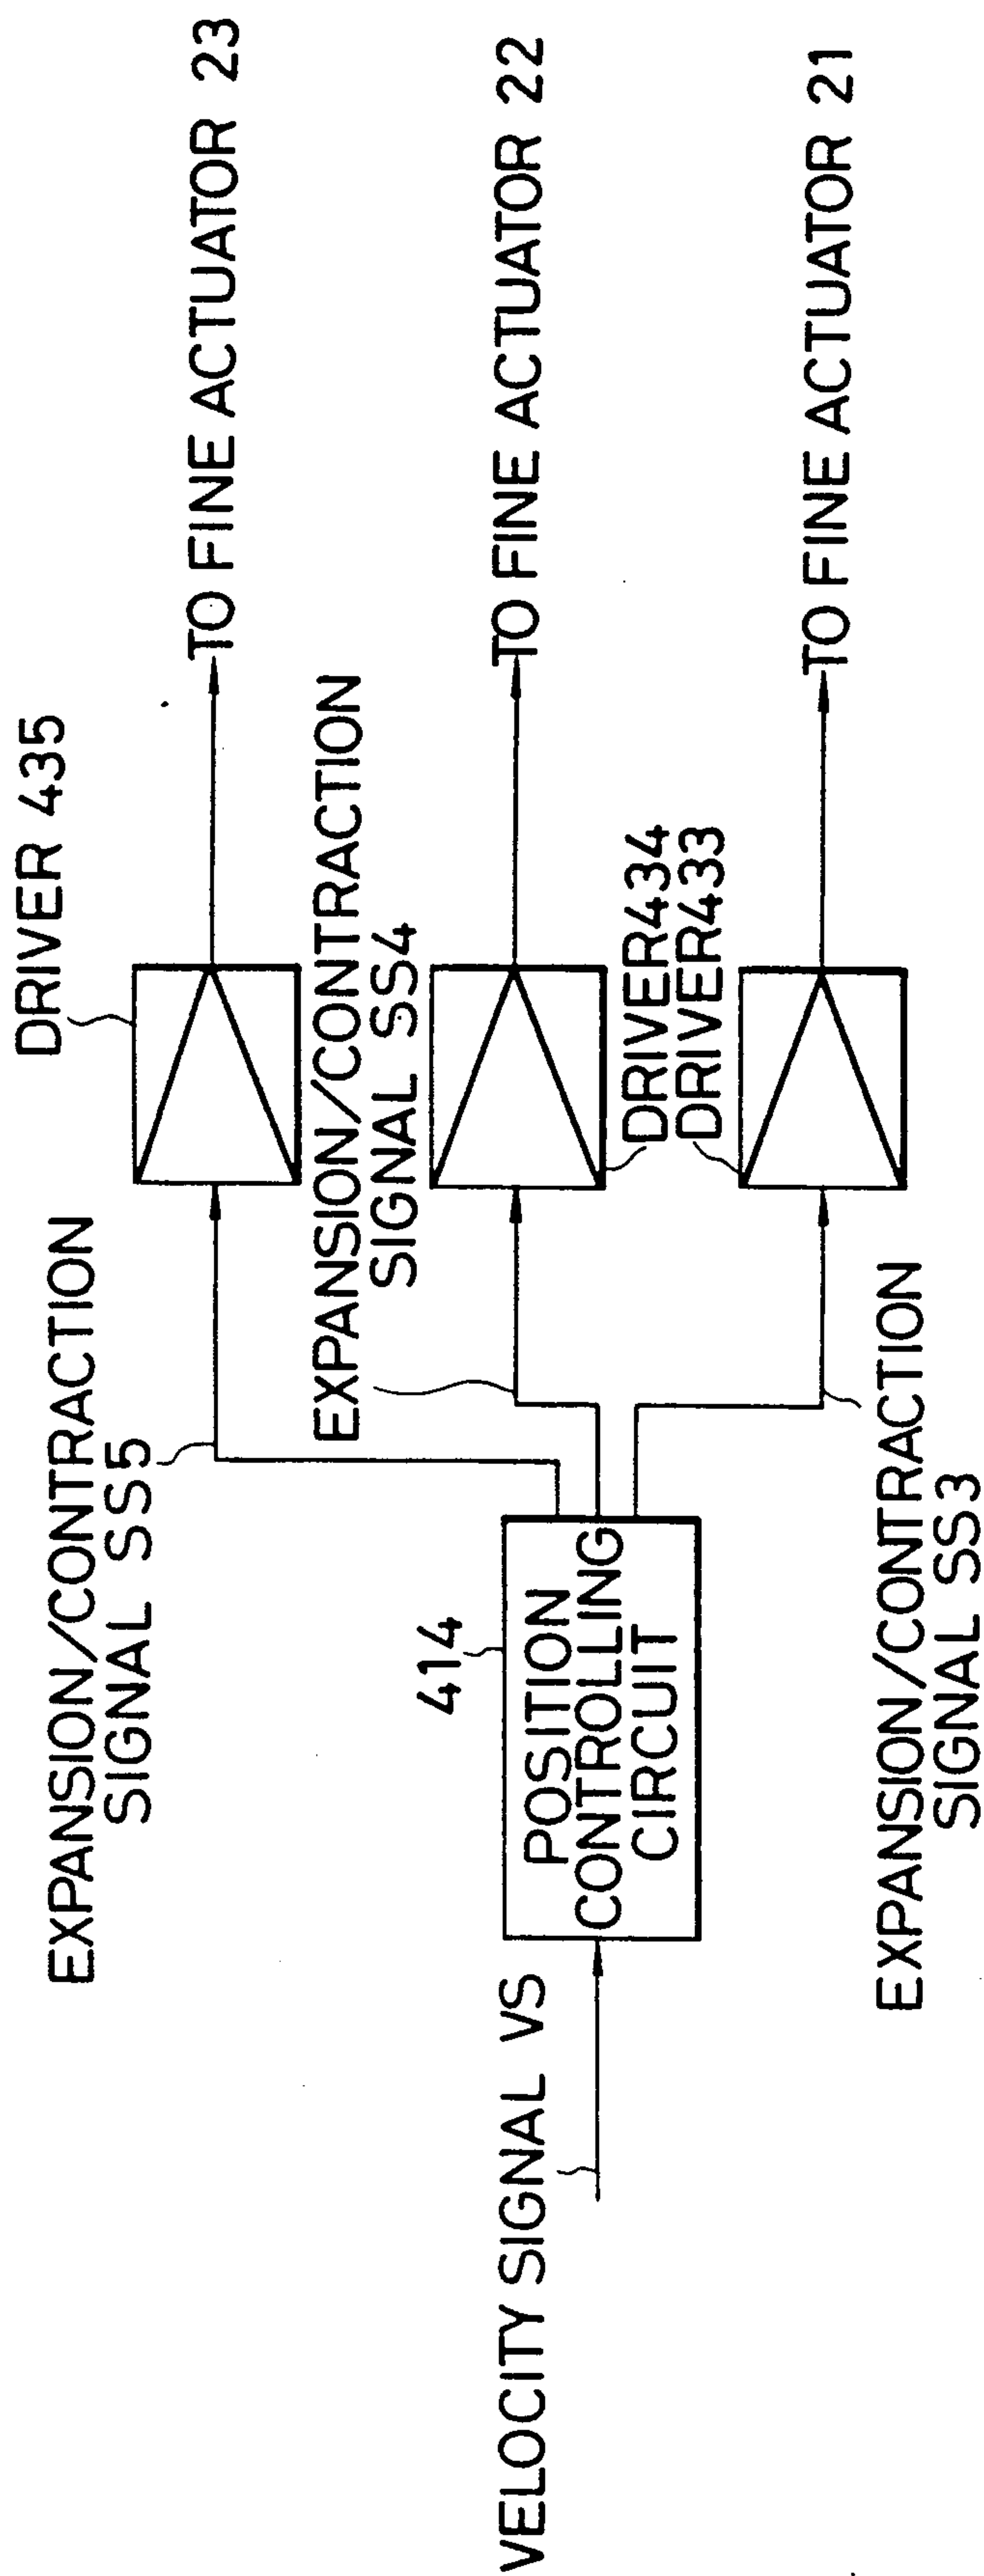 DRIVER 435
EXPANSION/CONTRACTION
SIGNAL SS5
TO FINE ACTUATOR 23
EXPANSION/CONTRACTION
SIGNAL SS4
TO FINE ACTUATOR 22
414
VELOCITY SIGNAL VS
POSITION
CONTROLLING
CIRCUIT
DRIVER434
DRIVER433
TO FINE ACTUATOR 21
EXPANSION/CONTRACTION
SIGNAL SS3